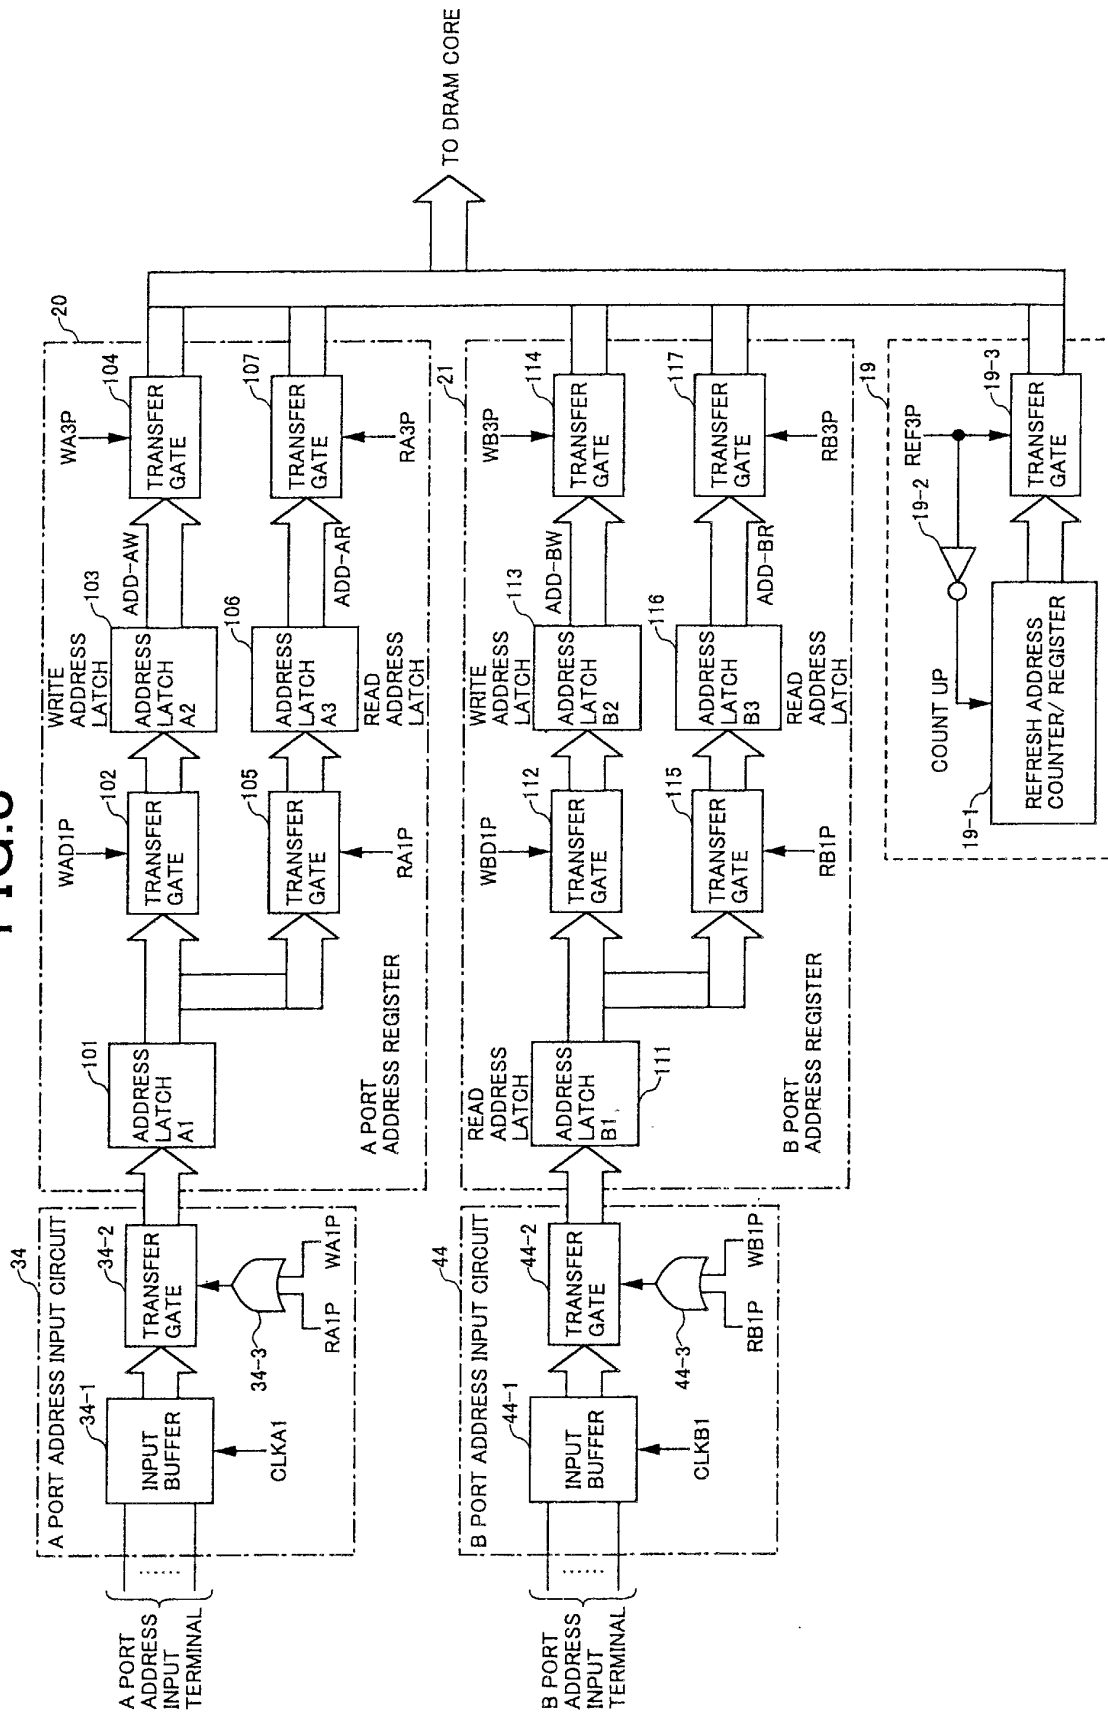 A PORT
ADDRESS
INPUT
TERMINAL
34
A PORT ADDRESS INPUT CIRCUIT
34-1
INPUT
BUFFER
CLKA1
34-2
TRANSFER
GATE
34-3
RA1P
WA1P
20
101
ADDRESS
LATCH
A1
A PORT
ADDRESS REGISTER
WAD1P
102
TRANSFER
GATE
105
TRANSFER
GATE
RA1P
WRITE
ADDRESS
LATCH
103
ADDRESS
LATCH
A2
ADD-AW
106
ADDRESS
LATCH
A3
READ
ADDRESS
LATCH
ADD-AR
WA3P
104
TRANSFER
GATE
107
TRANSFER
GATE
RA3P
TO DRAM CORE
B PORT
ADDRESS
INPUT
TERMINAL
44
B PORT ADDRESS INPUT CIRCUIT
44-1
INPUT
BUFFER
CLKB1
44-2
TRANSFER
GATE
44-3
RB1P
WB1P
21
READ
ADDRESS
LATCH
ADDRESS
LATCH
B1
111
B PORT
ADDRESS REGISTER
WBD1P
112
TRANSFER
GATE
115
TRANSFER
GATE
RB1P
WRITE
ADDRESS
LATCH
113
ADDRESS
LATCH
B2
ADD-BW
116
ADDRESS
LATCH
B3
READ
ADDRESS
LATCH
ADD-BR
WB3P
114
TRANSFER
GATE
117
TRANSFER
GATE
RB3P
19
REF3P
19-2
19-3
TRANSFER
GATE
COUNT UP
19-1
REFRESH ADDRESS
COUNTER/ REGISTER